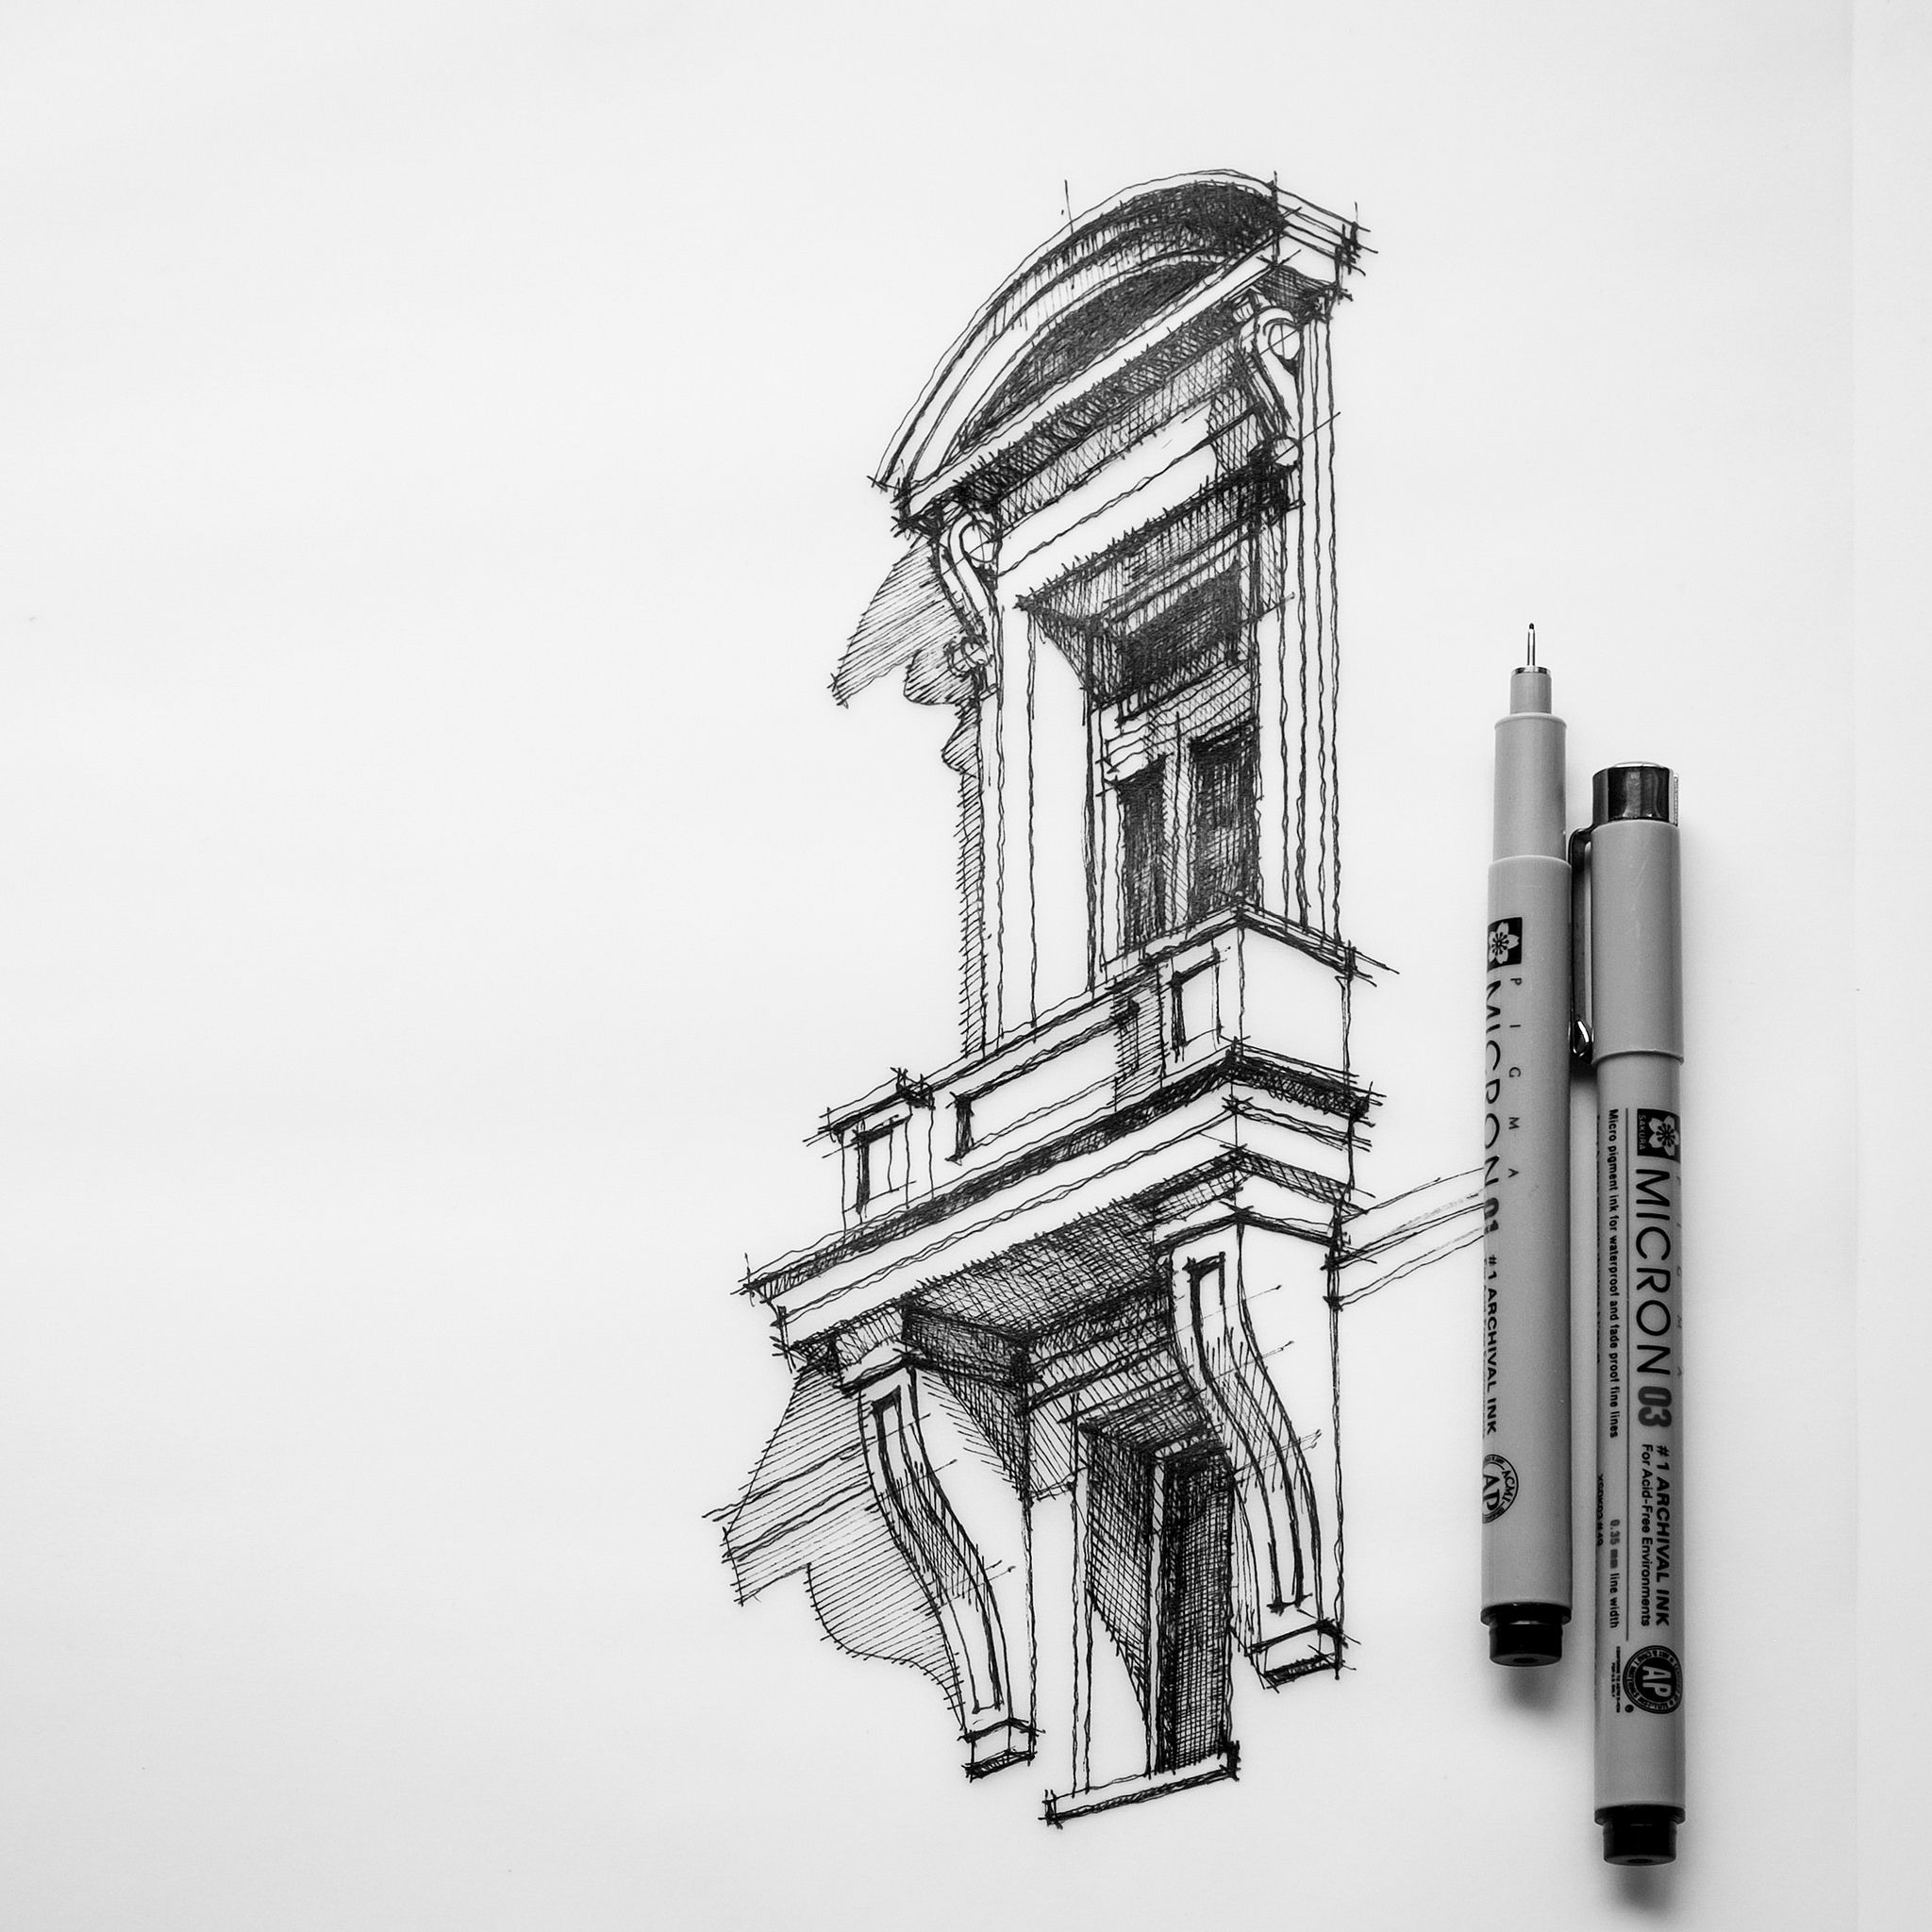 PIGMA
MICRON 01
#1 ARCHIVAL INK
ACMI
AP
SAKURA
MICRON 03
#1 ARCHIVAL INK
For Acid-Free Environments
Micro pigment ink for waterproof and fade proof fine lines
0.35 mm line width
AP